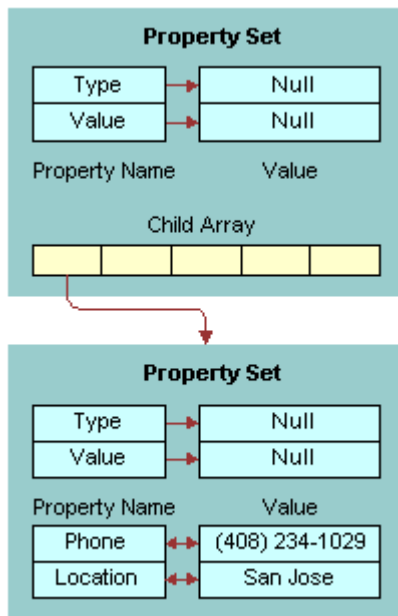 Property Set
Type Null
Value Null
Property Name Value
Child Array
Property Set
Type Null
Value Null
Property Name Value
Phone (408) 234-1029
Location San Jose